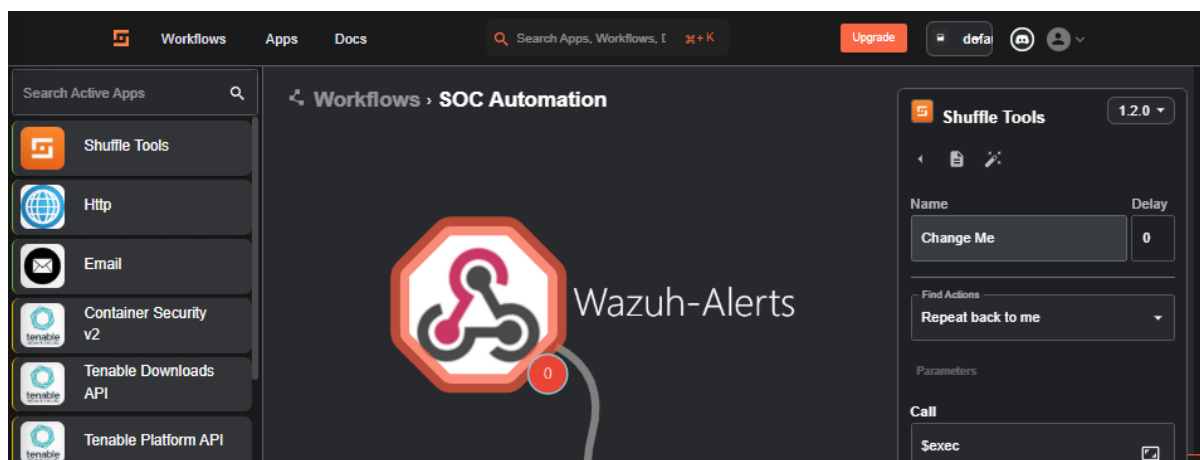 Workflows Apps Docs Search Apps, Workflows, ⌘+K Upgrade
Search Active Apps
Shuffle Tools
Http
Email
Container Security
v2
Tenable Downloads
API
Tenable Platform API
tenable
tenable
tenable
Workflows › SOC Automation
Wazuh-Alerts
0
Shuffle Tools 1.2.0
Name Delay
Change Me 0
Find Actions
Repeat back to me
Parameters
Call
$exec